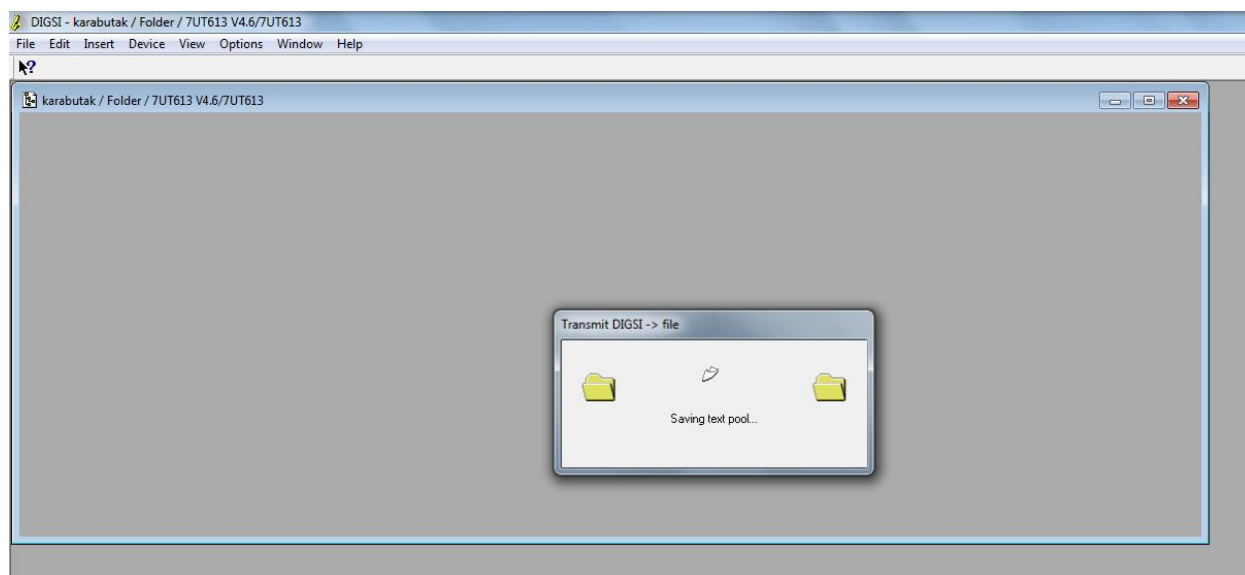 DIGSI - karabutak / Folder / 7UT613 V4.6/7UT613
File Edit Insert Device View Options Window Help
karabutak / Folder / 7UT613 V4.6/7UT613
Transmit DIGSI -> file
Saving text pool...